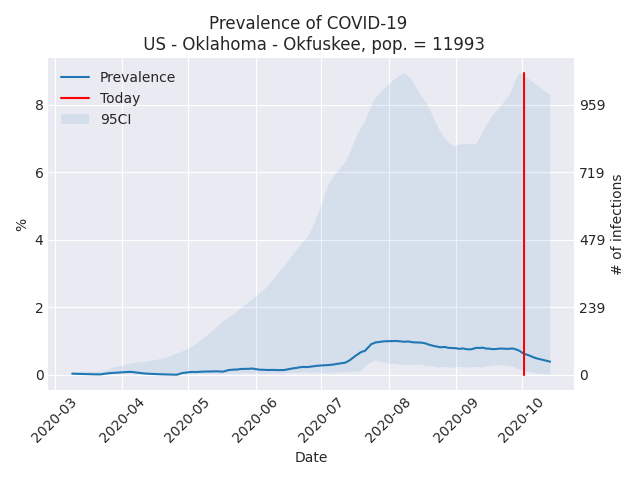 Prevalence of COVID-19
US - Oklahoma - Okfuskee, pop. = 11993
Prevalence
Today
95CI
8
6
4
2
0
%
959
719
479
239
0
# of infections
2020-03
2020-04
2020-05
2020-06
2020-07
2020-08
2020-09
2020-10
Date